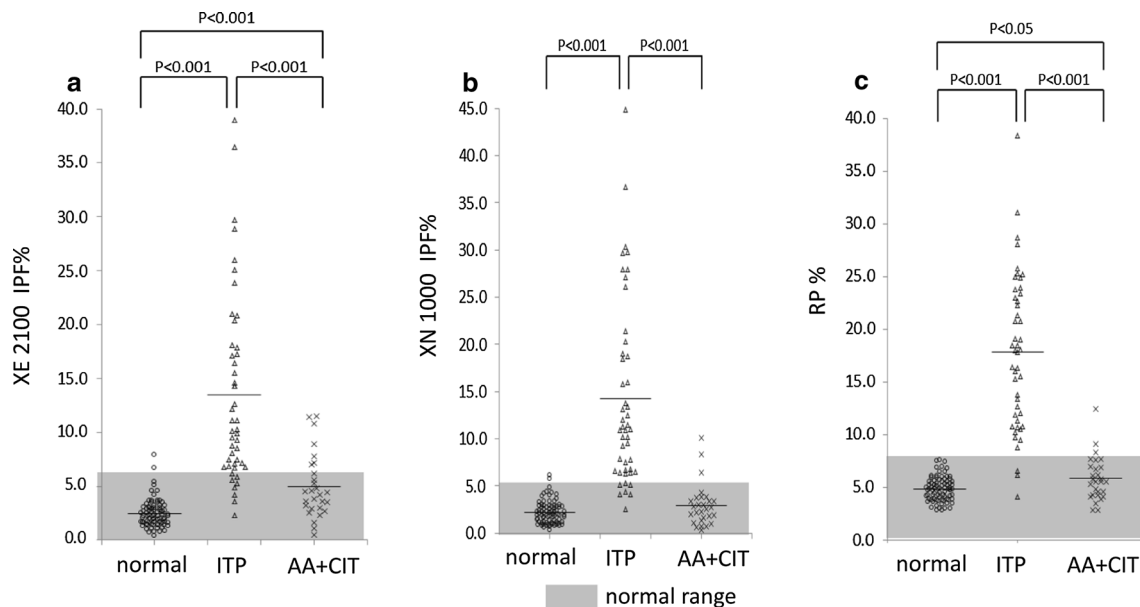 P<0.001
P<0.001 P<0.001
a
XE 2100 IPF%
40.0
35.0
30.0
25.0
20.0
15.0
10.0
5.0
0.0
normal ITP AA+CIT
P<0.001 P<0.001
b
XN 1000 IPF%
45.0
40.0
35.0
30.0
25.0
20.0
15.0
10.0
5.0
0.0
normal ITP AA+CIT
P<0.05
P<0.001 P<0.001
c
RP %
40.0
35.0
30.0
25.0
20.0
15.0
10.0
5.0
0.0
normal ITP AA+CIT
normal range